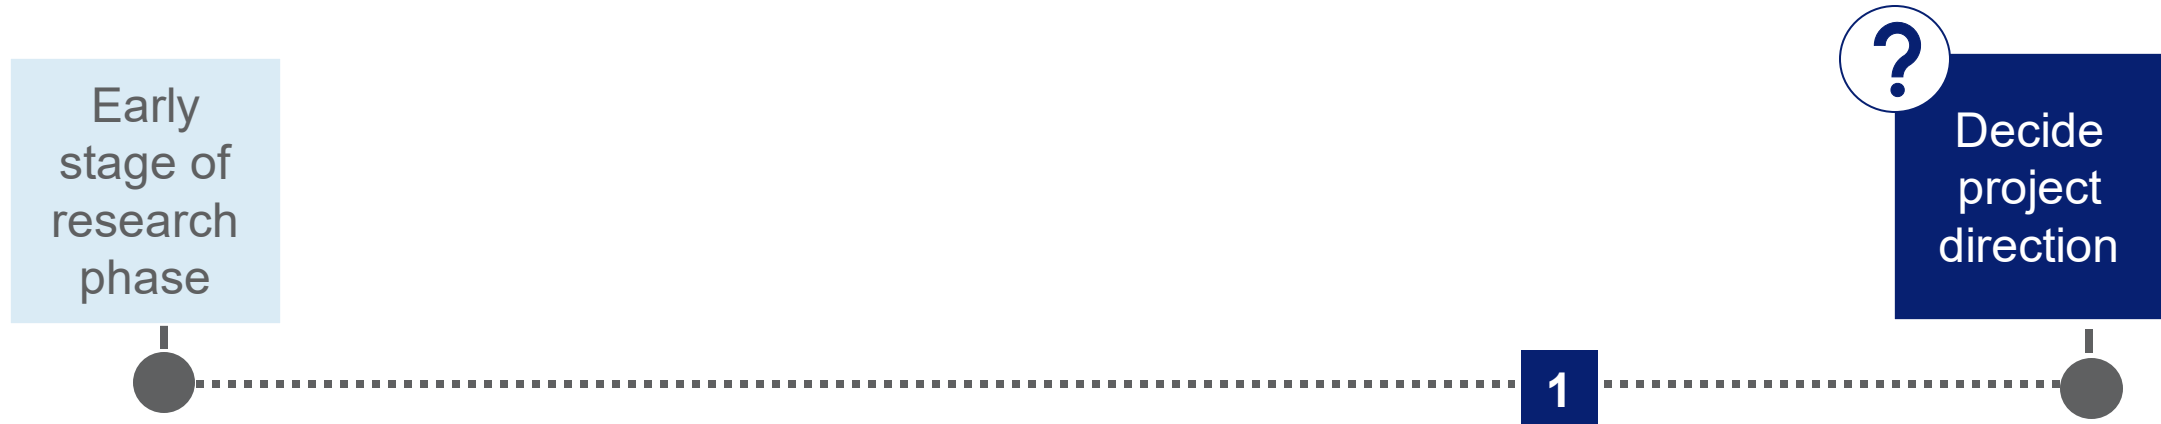 Early
stage of
research
phase
?
Decide
project
direction
1